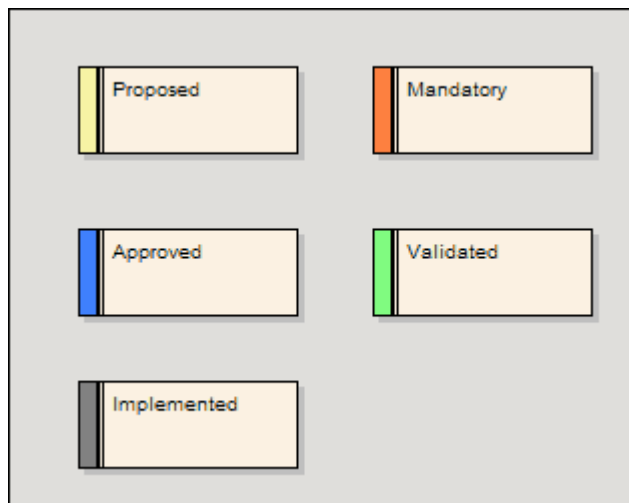 Proposed
Mandatory
Approved
Validated
Implemented